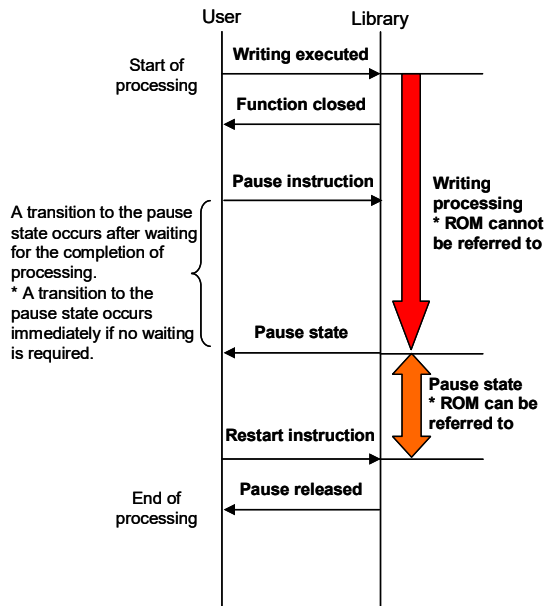 User
Library
Start of
processing
Writing executed
Function closed
Pause instruction
Writing
processing
* ROM cannot
be referred to
A transition to the pause
state occurs after waiting
for the completion of
processing.
* A transition to the
pause state occurs
immediately if no waiting
is required.
Pause state
Pause state
* ROM can be
referred to
Restart instruction
End of
processing
Pause released